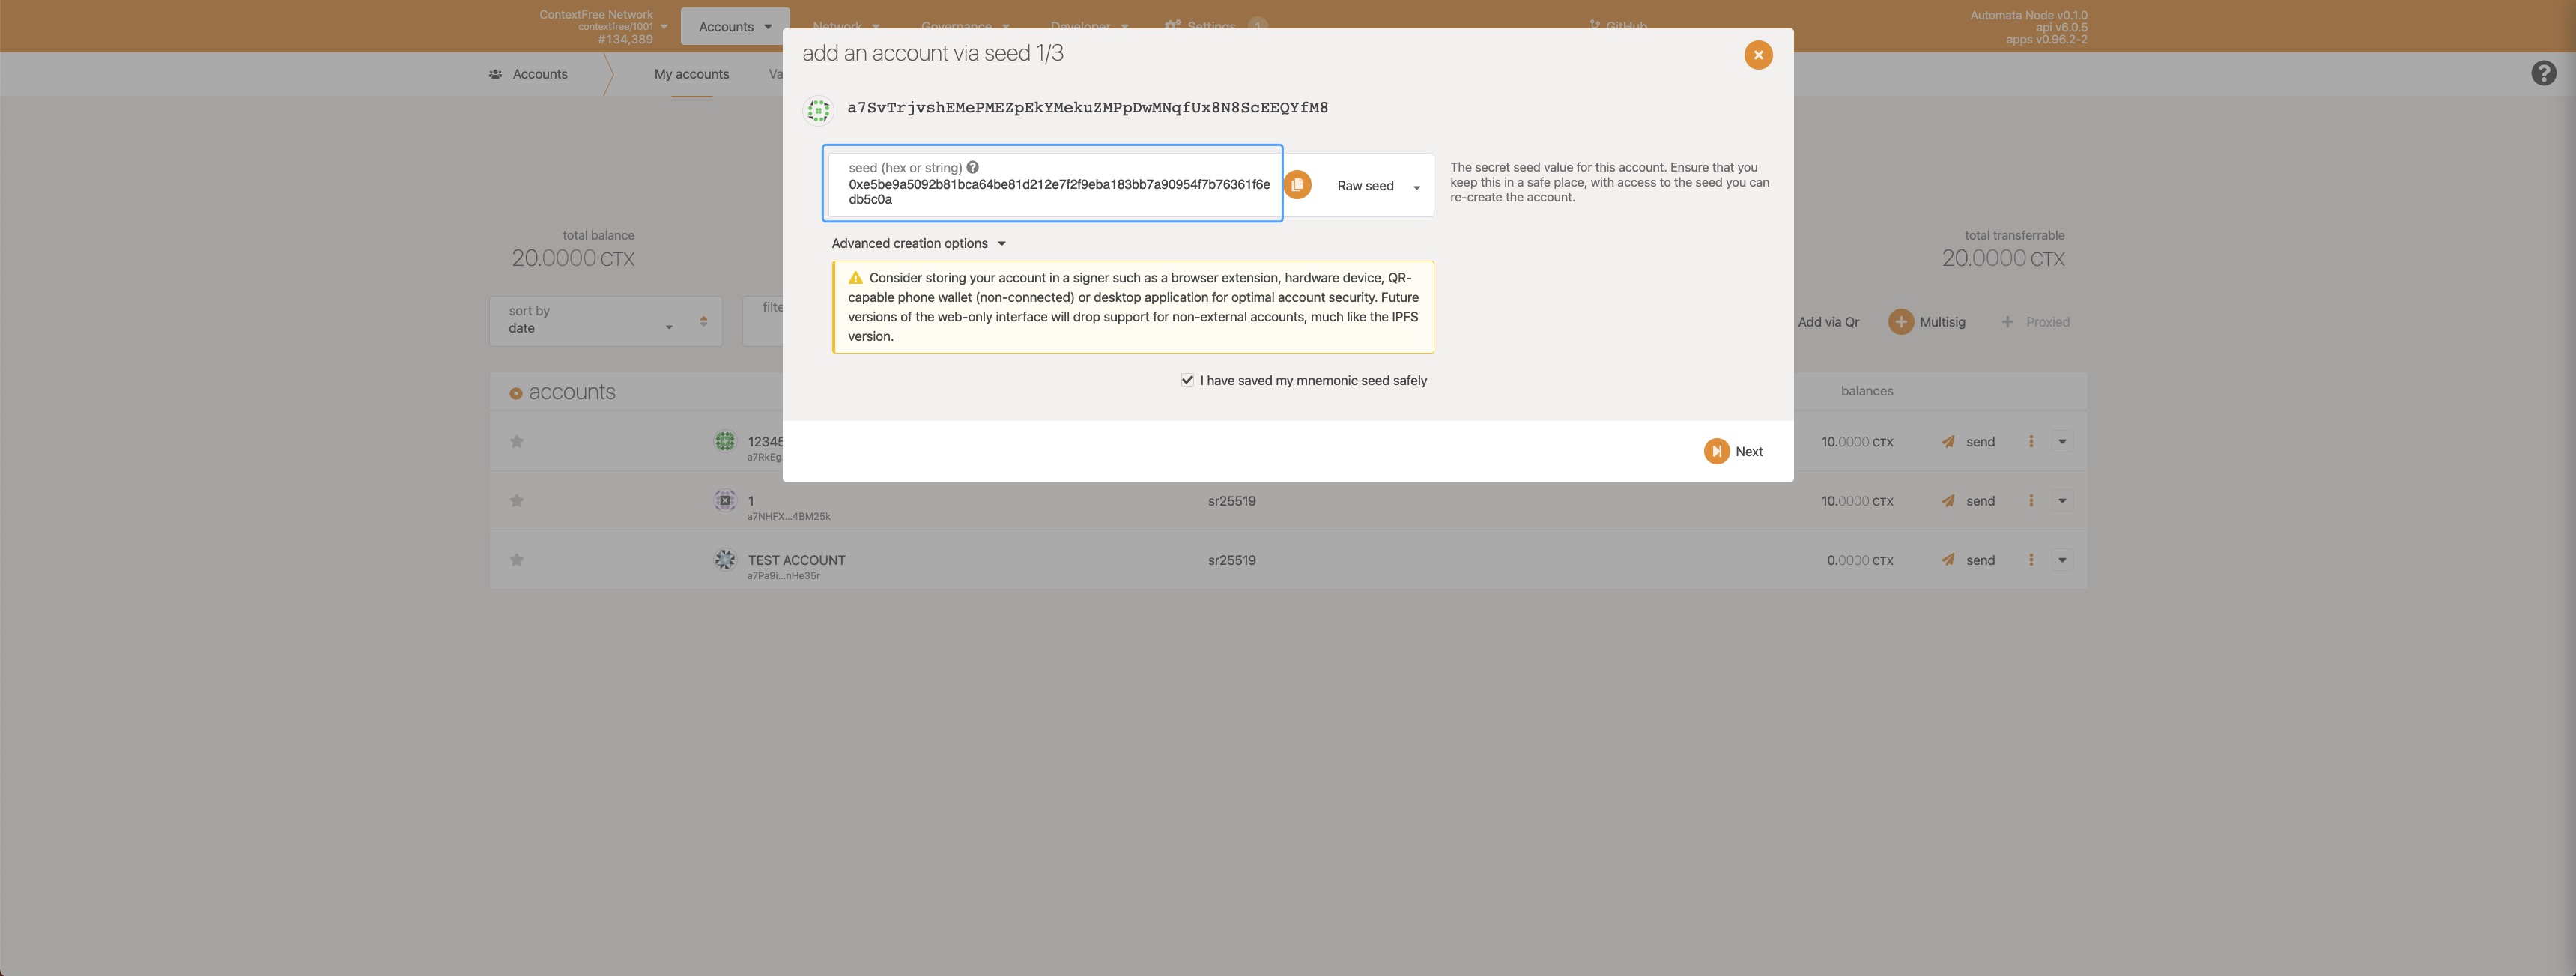 ContextFree Network
contextfree/1001
#134,389
Accounts
Network
Governance
Developer
Settings
1
GitHub
Automata Node v0.1.0
api v6.0.5
apps v0.96.2-2
Accounts
My accounts
Va
add an account via seed 1/3
a7SvTrjvshEMePMEZpEkYMekuZMPpDwMNqfUx8N8ScEEQYfM8
seed (hex or string)
0xe5be9a5092b81bca64be81d212e7f2f9eba183bb7a90954f7b76361f6e
db5c0a
Raw seed
The secret seed value for this account. Ensure that you
keep this in a safe place, with access to the seed you can
re-create the account.
Advanced creation options
Consider storing your account in a signer such as a browser extension, hardware device, QR-
capable phone wallet (non-connected) or desktop application for optimal account security. Future
versions of the web-only interface will drop support for non-external accounts, much like the IPFS
version.
I have saved my mnemonic seed safely
Next
total balance
20.0000 CTX
total transferrable
20.0000 CTX
sort by
date
filte
Add via Qr
Multisig
Proxied
accounts
balances
12345
a7RkEg
10.0000 CTX
send
1
a7NHFX...4BM25k
sr25519
10.0000 CTX
send
TEST ACCOUNT
a7Pa9i...nHe35r
sr25519
0.0000 CTX
send